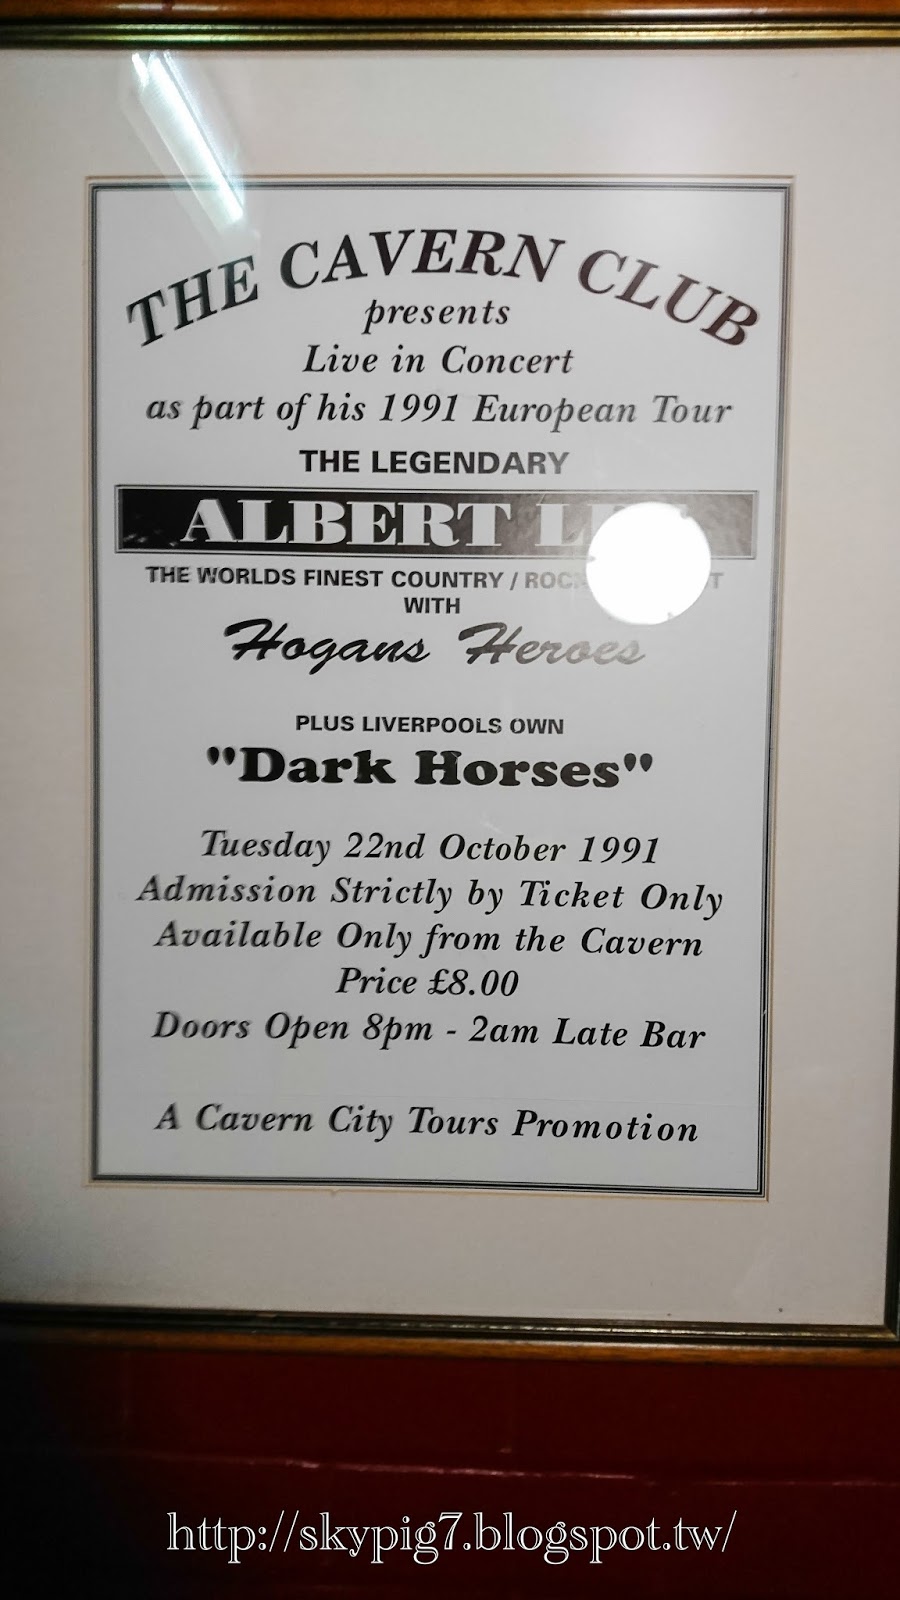 THE CAVERN CLUB
presents
Live in Concert
as part of his 1991 European Tour
THE LEGENDARY
ALBERT
THE WORLDS FINEST COUNTRY /
WITH
Hogans Heroes
PLUS LIVERPOOLS OWN
"Dark Horses"
Tuesday 22nd October 1991
Admission Strictly by Ticket Only
Available Only from the Cavern
Price £8.00
Doors Open 8pm - 2am Late Bar
A Cavern City Tours Promotion
http://skypig7.blogspot.tw/